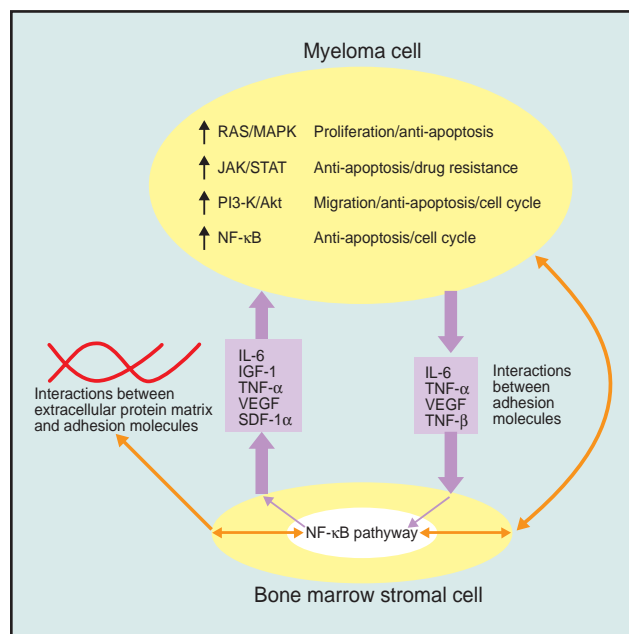 Myeloma cell
RAS/MAPK Proliferation/anti-apoptosis
JAK/STAT Anti-apoptosis/drug resistance
PI3-K/Akt Migration/anti-apoptosis/cell cycle
NF-κB Anti-apoptosis/cell cycle
Interactions between
extracellular protein matrix
and adhesion molecules
IL-6
IGF-1
TNF-α
VEGF
SDF-1α
IL-6
TNF-α
VEGF
TNF-β
Interactions
between
adhesion
molecules
NF-κB pathyway
Bone marrow stromal cell